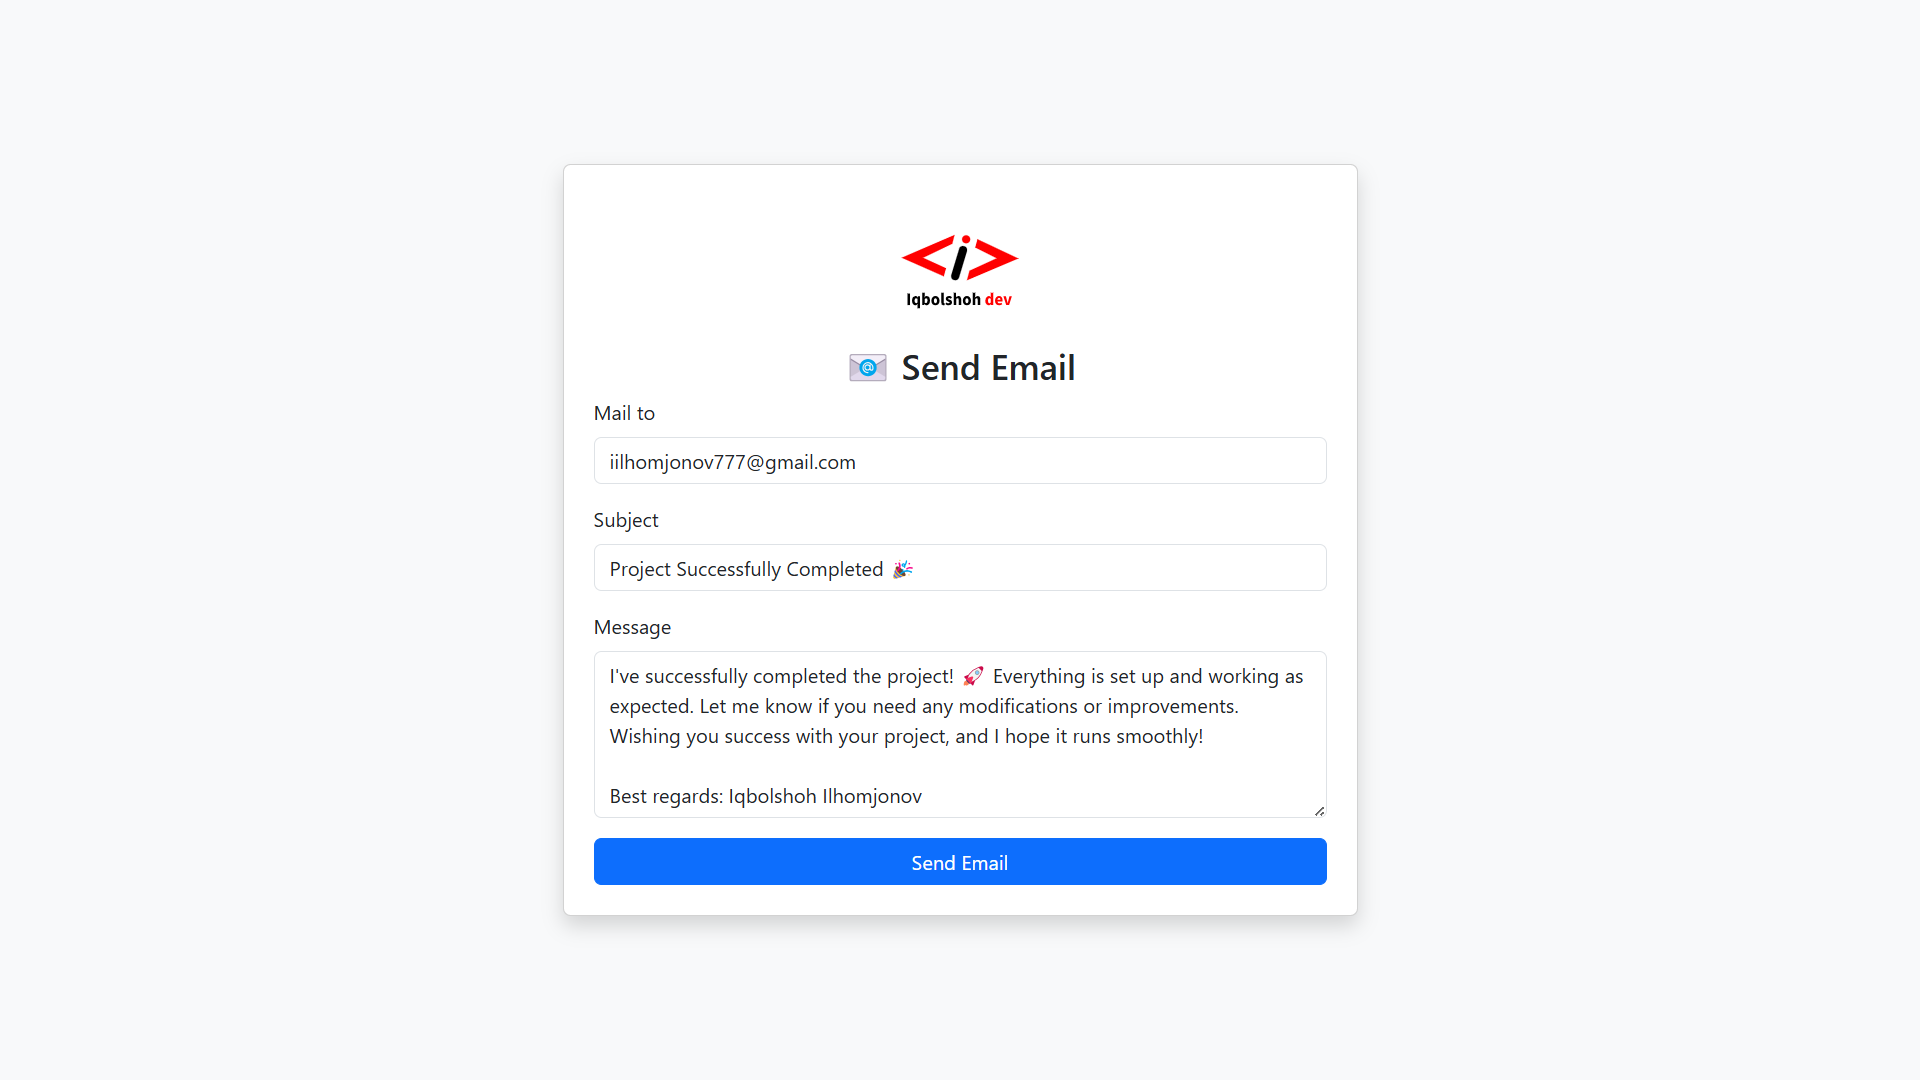 <i>
Iqbolshoh dev
📧 Send Email
Mail to
iilhomjonov777@gmail.com
Subject
Project Successfully Completed 🎉
Message
I've successfully completed the project! 🚀 Everything is set up and working as
expected. Let me know if you need any modifications or improvements.
Wishing you success with your project, and I hope it runs smoothly!
Best regards: Iqbolshoh Ilhomjonov
Send Email